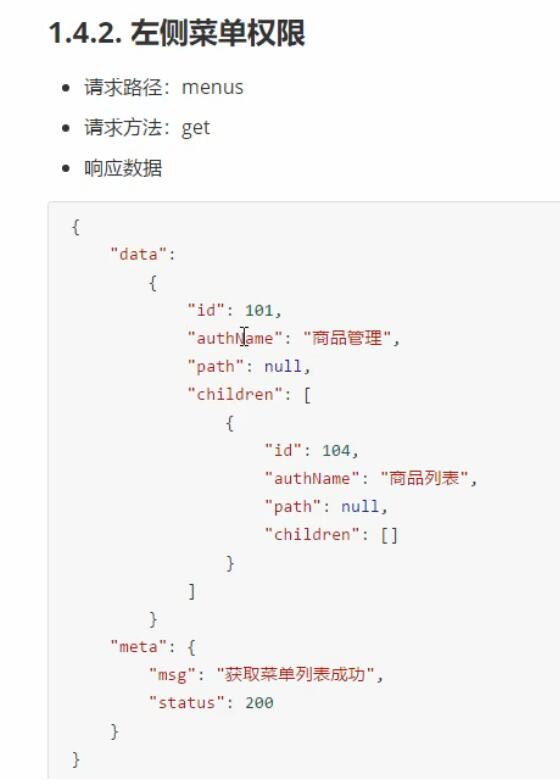 1.4.2. 左侧菜单权限
• 请求路径：menus
• 请求方法：get
• 响应数据
{
    "data":
        {
            "id": 101,
            "authName": "商品管理",
            "path": null,
            "children": [
                {
                    "id": 104,
                    "authName": "商品列表",
                    "path": null,
                    "children": []
                }
            ]
        }
    "meta": {
        "msg": "获取菜单列表成功",
        "status": 200
    }
}